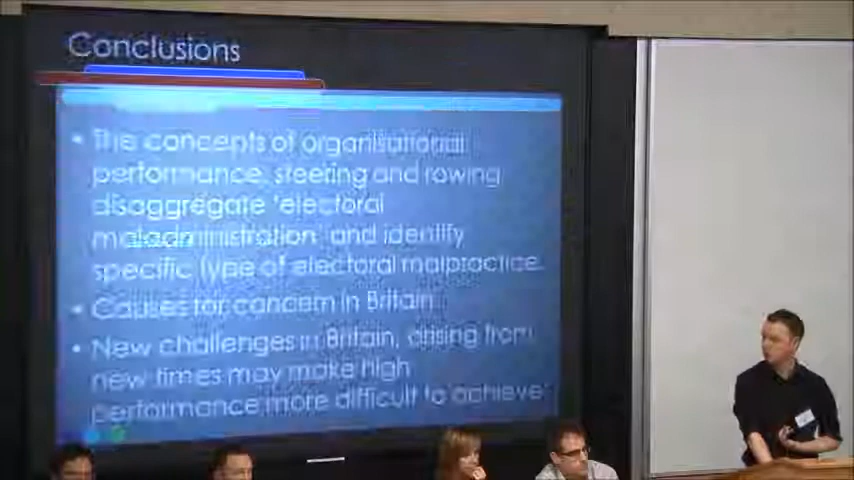 Conclusions
• The concepts of organisational
performance, steering and rowing
disaggregate 'electoral
maladministration' and identify
specific type of electoral malpractice.
• Causes for concern in Britain
• New challenges in Britain, arising from
new times may make high
performance more difficult to achieve